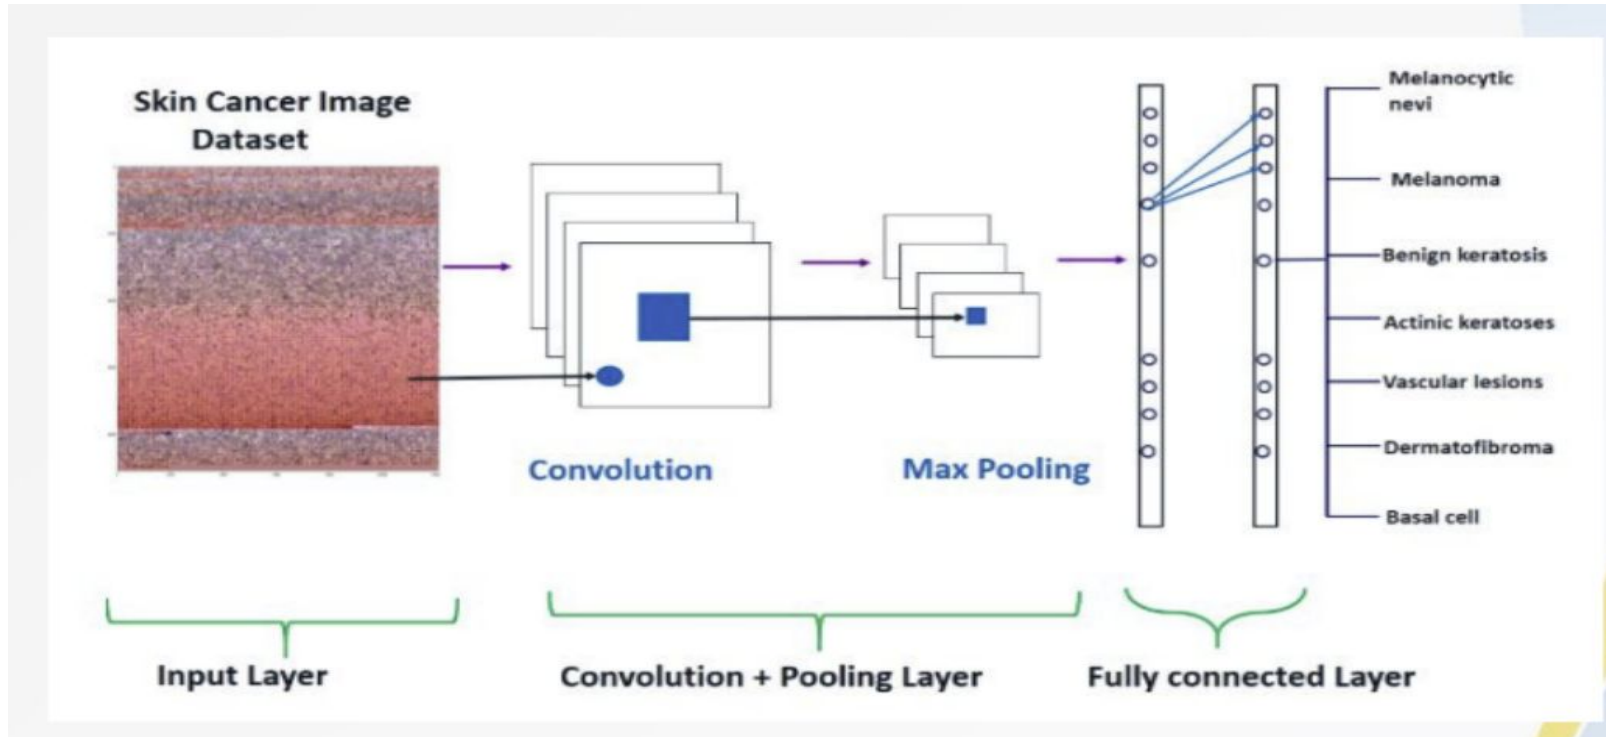 Skin Cancer Image
Dataset
Melanocytic
nevi
Melanoma
Benign keratosis
Actinic keratoses
Vascular lesions
Dermatofibroma
Basal cell
Convolution
Max Pooling
Input Layer
Convolution + Pooling Layer
Fully connected Layer